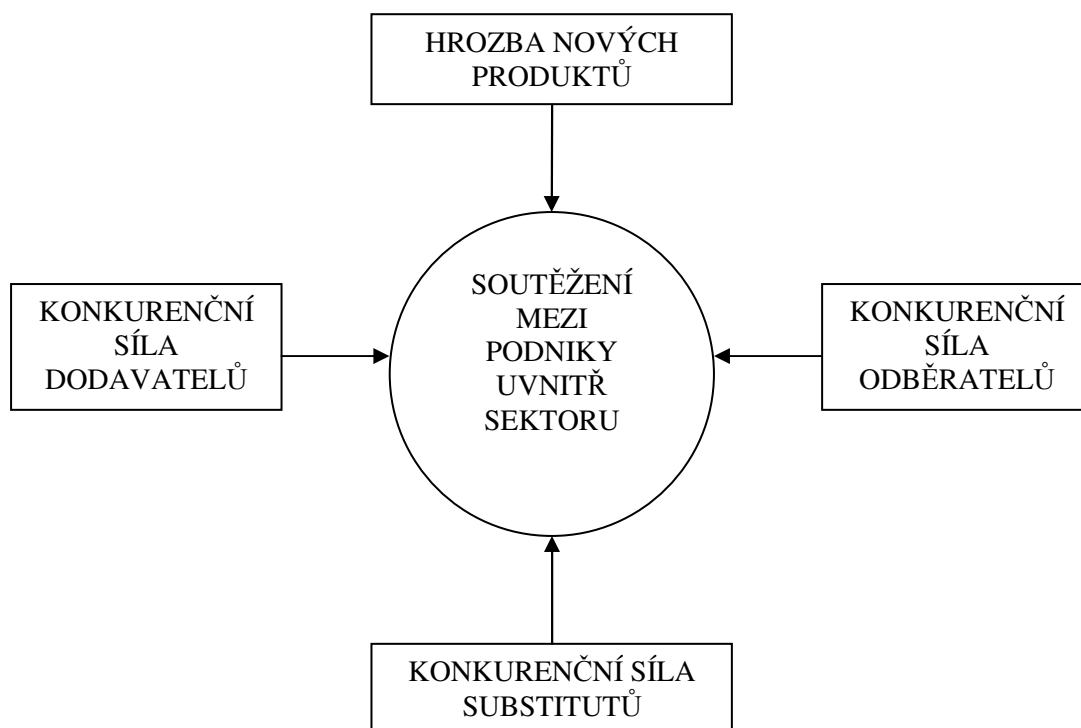 HROZBA NOVÝCH
PRODUKTŮ
KONKURENČNÍ
SÍLA
DODAVATELŮ
SOUTĚŽENÍ
MEZI
PODNIKY
UVNITŘ
SEKTORU
KONKURENČNÍ
SÍLA
ODBĚRATELŮ
KONKURENČNÍ SÍLA
SUBSTITUTŮ